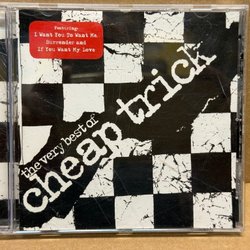 Featuring:
I Want You To Want Me
Surrender and
If You Want My Love
the very best of
cheap trick